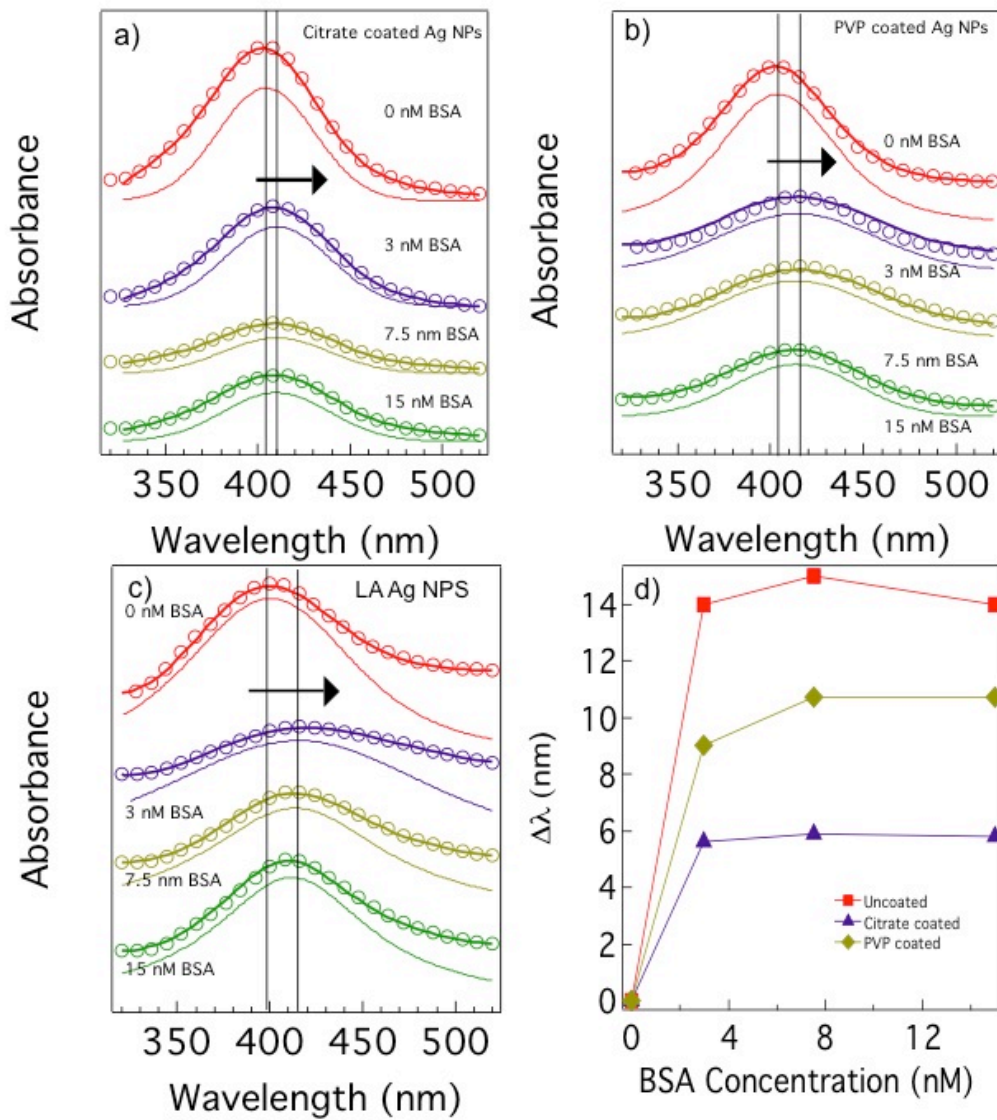 a)
Citrate coated Ag NPs
0 nM BSA
3 nM BSA
7.5 nm BSA
15 nM BSA
Absorbance
350 400 450 500
Wavelength (nm)
b)
PVP coated Ag NPs
0 nM BSA
3 nM BSA
7.5 nm BSA
15 nM BSA
Absorbance
350 400 450 500
Wavelength (nm)
c)
LA Ag NPS
0 nM BSA
3 nM BSA
7.5 nm BSA
15 nM BSA
Absorbance
350 400 450 500
Wavelength (nm)
d)
14
12
10
8
6
4
2
0
Δλ (nm)
Uncoated
Citrate coated
PVP coated
0 4 8 12
BSA Concentration (nM)